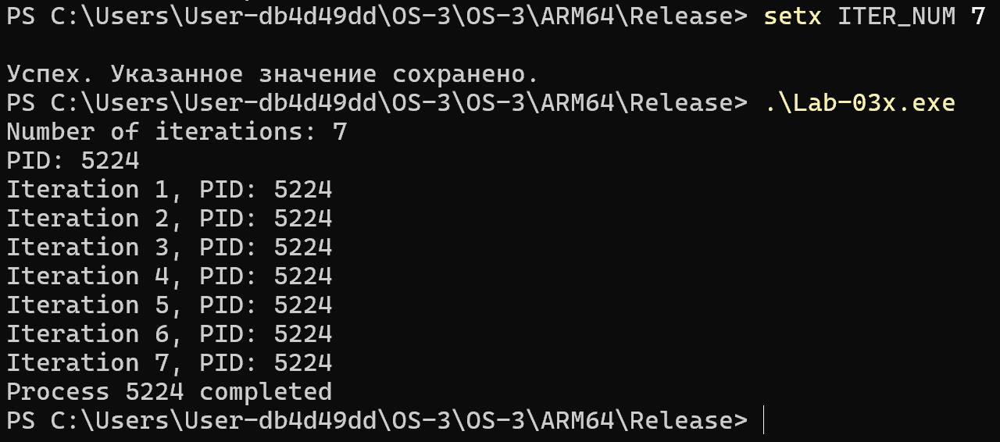 PS C:\Users\User-db4d49dd\OS-3\OS-3\ARM64\Release> setx ITER_NUM 7
Успех. Указанное значение сохранено.
PS C:\Users\User-db4d49dd\OS-3\OS-3\ARM64\Release> .\Lab-03x.exe
Number of iterations: 7
PID: 5224
Iteration 1, PID: 5224
Iteration 2, PID: 5224
Iteration 3, PID: 5224
Iteration 4, PID: 5224
Iteration 5, PID: 5224
Iteration 6, PID: 5224
Iteration 7, PID: 5224
Process 5224 completed
PS C:\Users\User-db4d49dd\OS-3\OS-3\ARM64\Release>